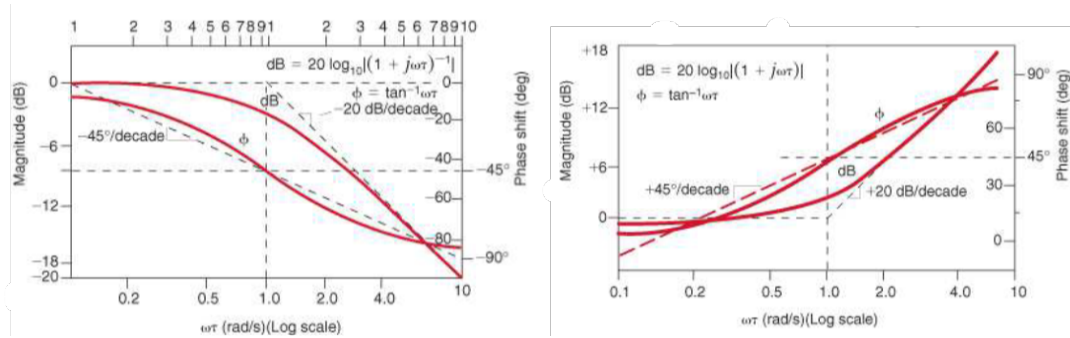 1 2 3 4 5 6 7 8 9 1 2 3 4 5 6 7 8 9 10
dB = 20 log₁₀|(1 + jωτ)⁻¹|
ϕ = tan⁻¹ωτ
dB
−20 dB/decade
−45°/decade
ϕ
Magnitude (dB)
0
−6
−12
−18
−20
Phase shift (deg)
0
−20
−40
−45°
−60
−80
−90°
0.2 0.5 1.0 2.0 4.0 10
ωτ (rad/s)(Log scale)
+18
+12
+6
0
Magnitude (dB)
dB = 20 log₁₀|(1 + jωτ)|
ϕ = tan⁻¹ωτ
ϕ
dB
+45°/decade
+20 dB/decade
90°
60
45°
30
0
Phase shift (deg)
0.1 0.2 0.5 1.0 2.0 4.0 10
ωτ (rad/s)(Log scale)